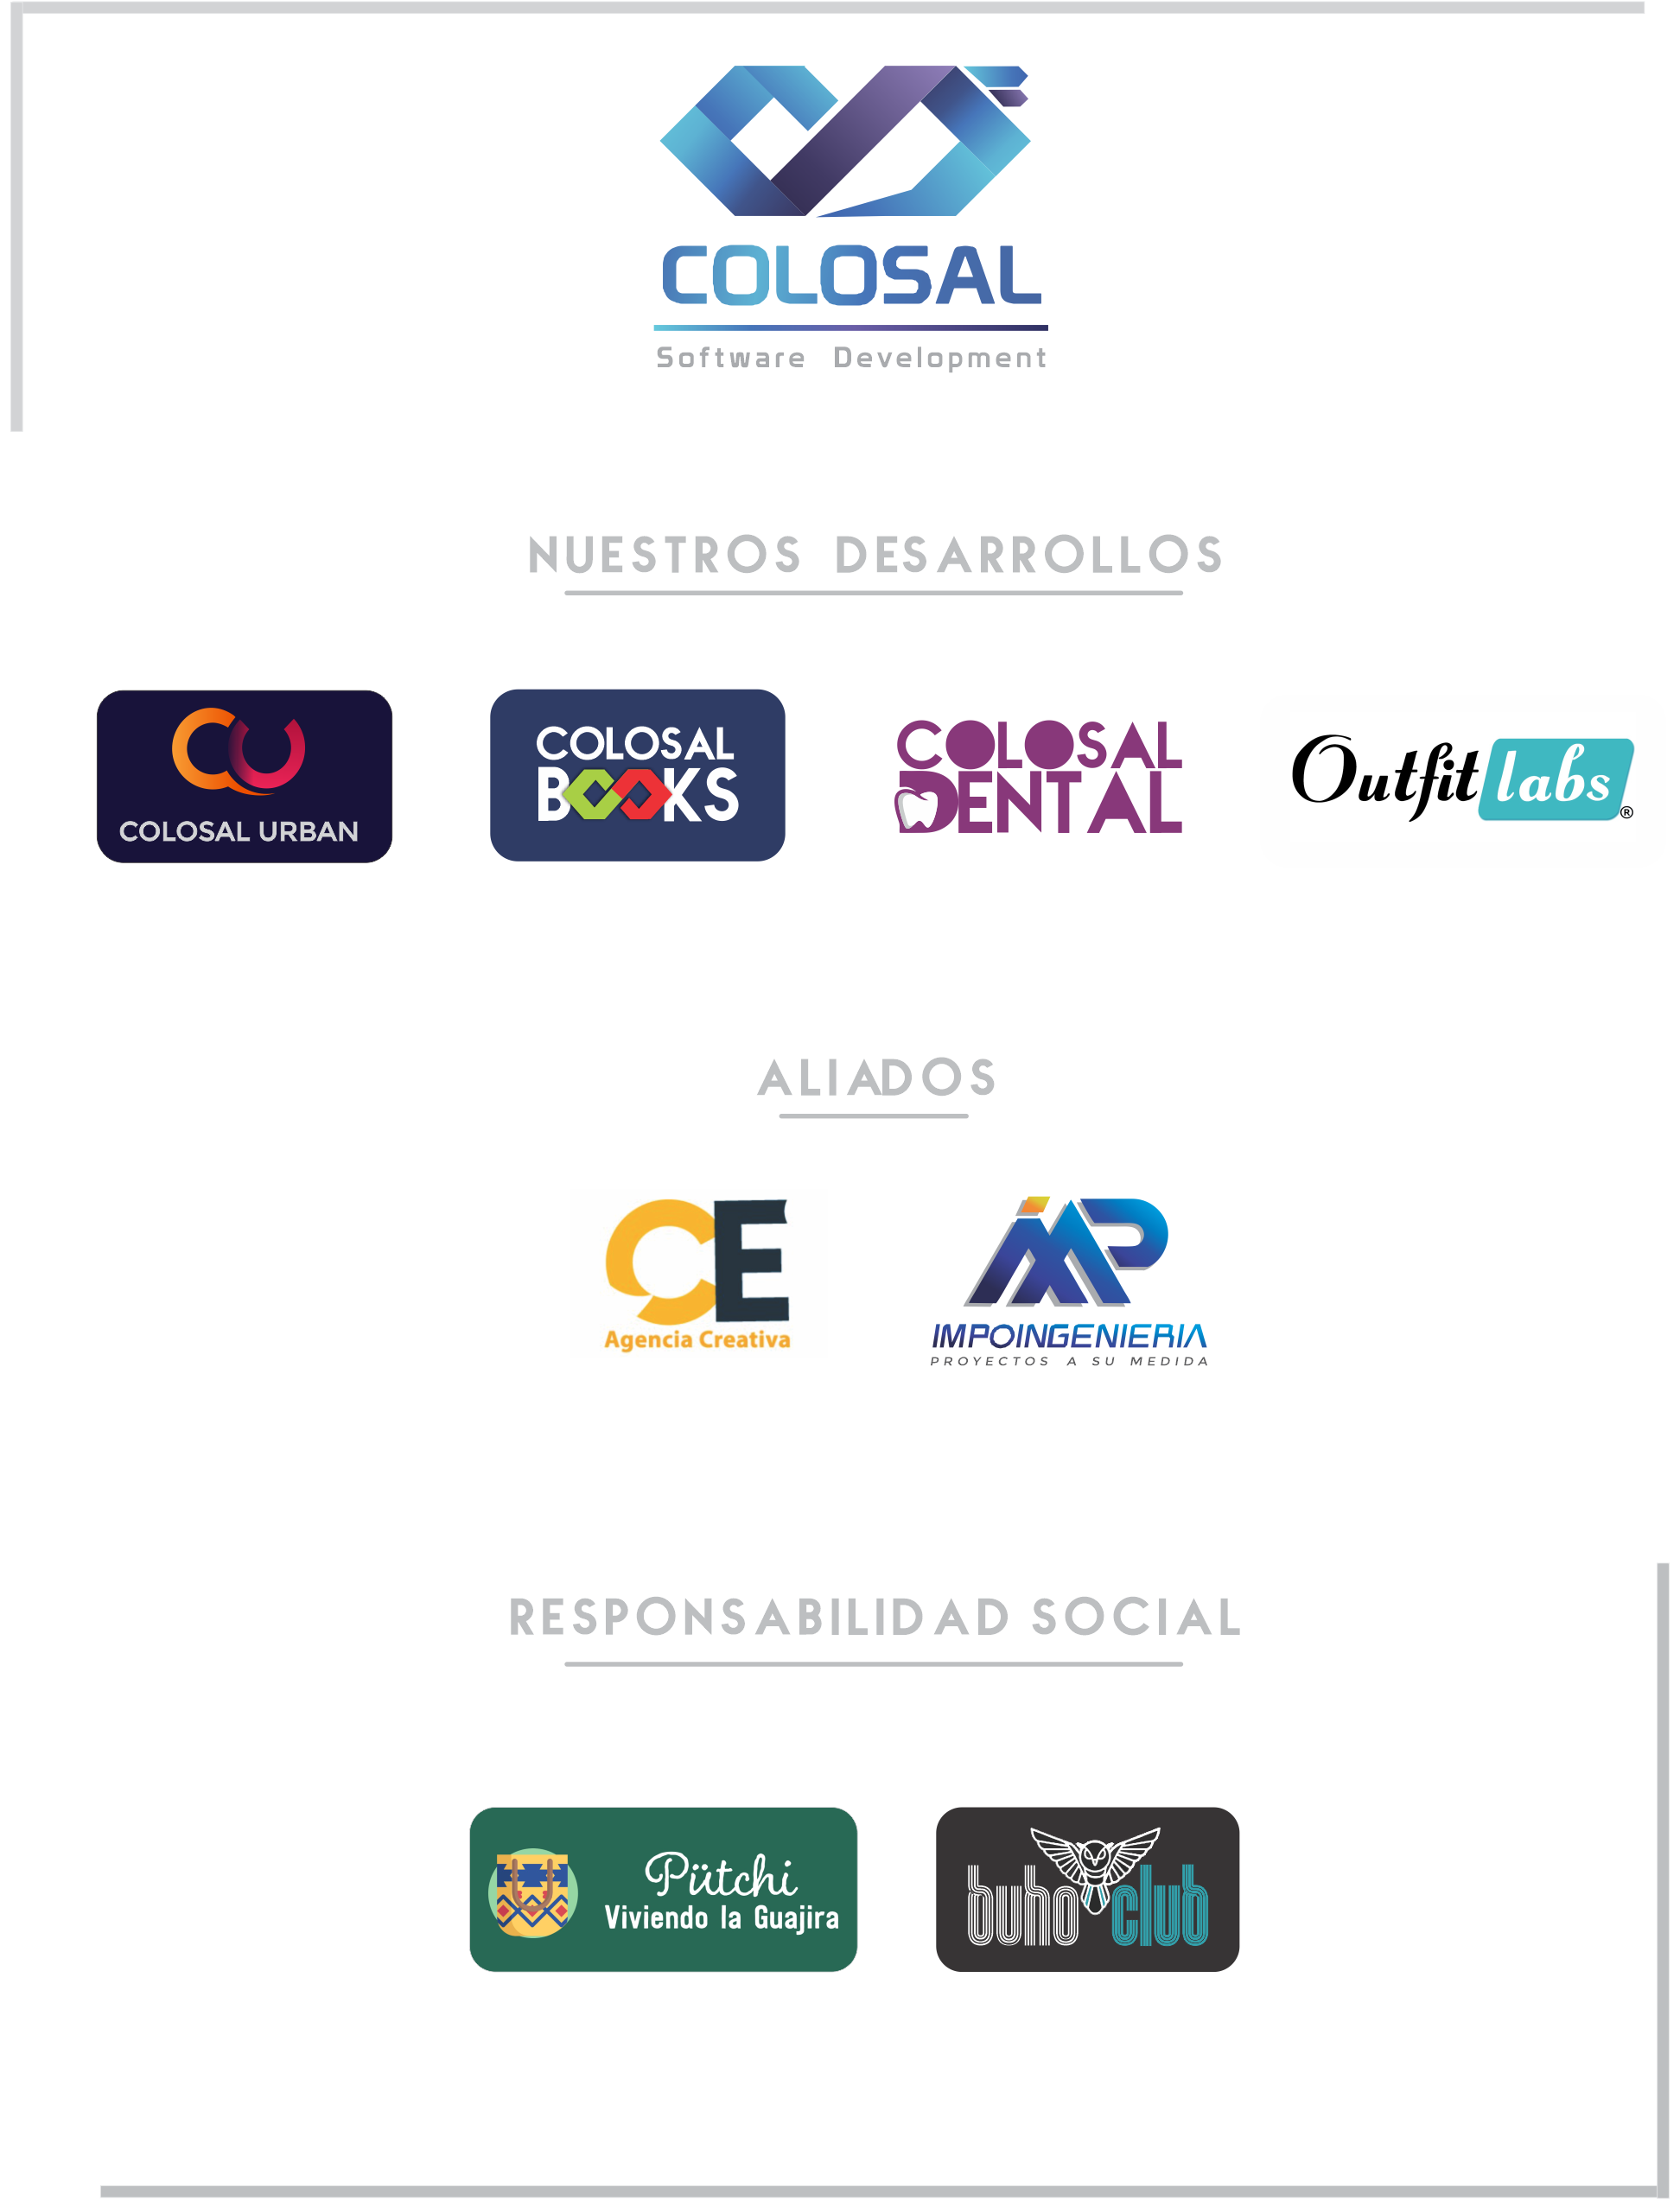 COLOSAL
Software Development
NUESTROS DESARROLLOS
COLOSAL URBAN
COLOSAL
BOOKS
COLOSAL
DENTAL
Outfit labs®
ALIADOS
CE
Agencia Creativa
IMP
IMPOINGENIERIA
PROYECTOS A SU MEDIDA
RESPONSABILIDAD SOCIAL
Pütchi
Viviendo la Guajira
buho club